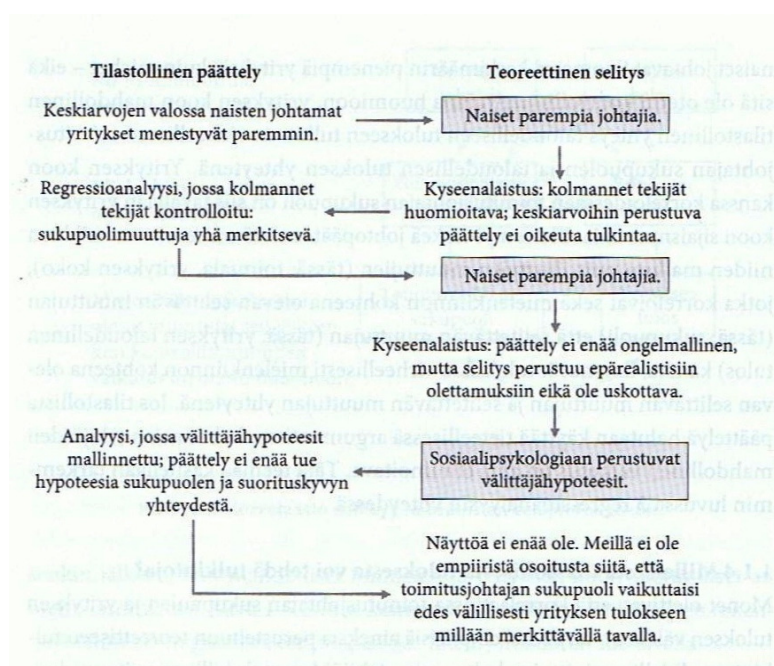 Tilastollinen päättely
Teoreettinen selitys
Keskiarvojen valossa naisten johtamat
yritykset menestyvät paremmin.
Naiset parempia johtajia.
Regressioanalyysi, jossa kolmannet
tekijät kontrolloitu:
sukupuolimuuttuja yhä merkitsevä.
Kyseenalaistus: kolmannet tekijät
huomioitava; keskiarvoihin perustuva
päättely ei oikeuta tulkintaa.
Naiset parempia johtajia.
Kyseenalaistus: päättely ei enää ongelmallinen,
mutta selitys perustuu epärealistisiin
olettamuksiin eikä ole uskottava.
Analyysi, jossa välittäjähypoteesit
mallinnettu; päättely ei enää tue
hypoteesia sukupuolen ja suorituskyvyn
yhteydestä.
Sosiaalipsykologiaan perustuvat
välittäjähypoteesit.
Näyttöä ei enää ole. Meillä ei ole
empiiristä osoitusta siitä, että
toimitusjohtajan sukupuoli vaikuttaisi
edes välillisesti yrityksen tulokseen
millään merkittävällä tavalla.